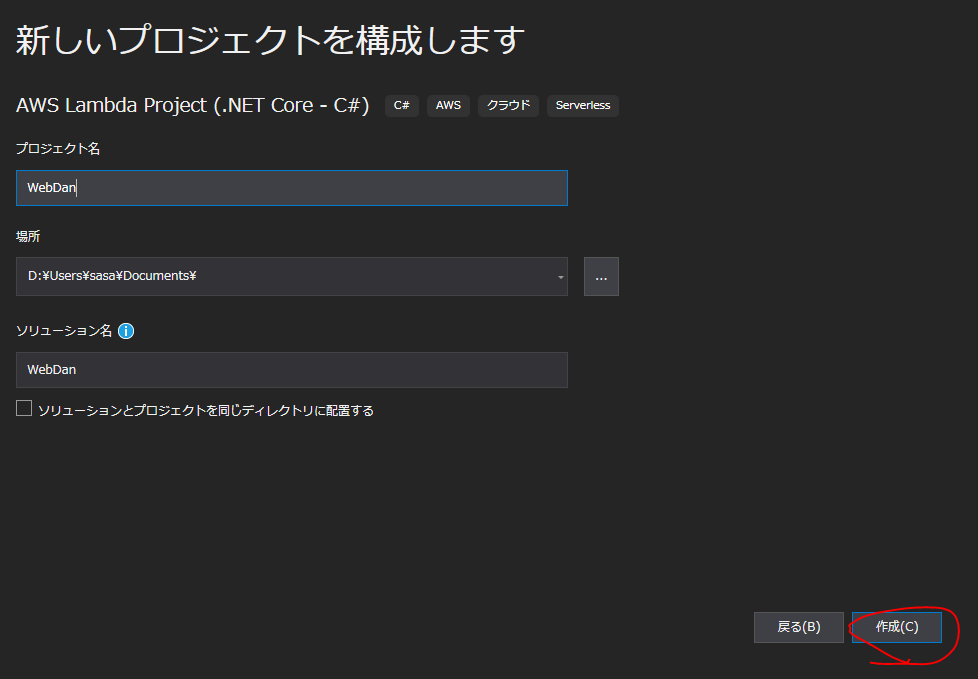 新しいプロジェクトを構成します
AWS Lambda Project (.NET Core - C#) C# AWS クラウド Serverless
プロジェクト名
WebDan
場所
D:¥Users¥sasa¥Documents¥
...
ソリューション名 i
WebDan
ソリューションとプロジェクトを同じディレクトリに配置する
戻る(B) 作成(C)